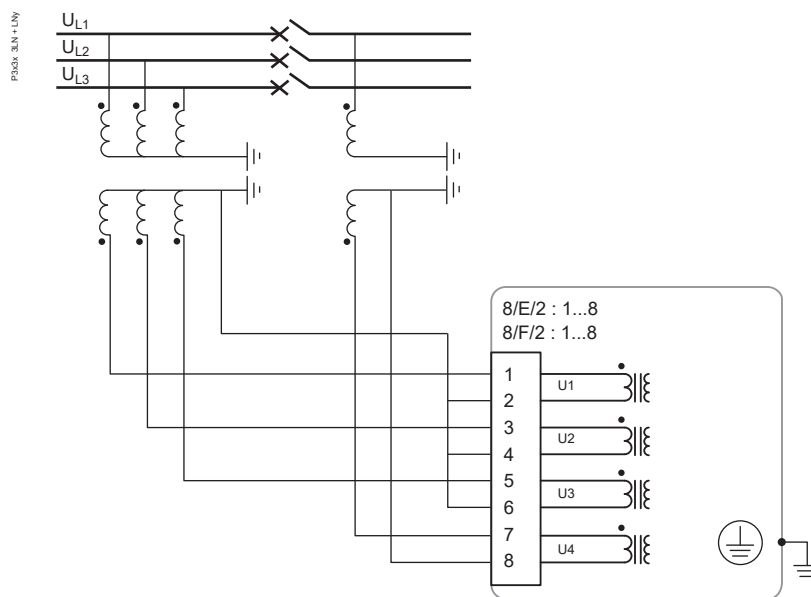 P3x3x 3LN + LNy
UL1
UL2
UL3
8/E/2 : 1...8
8/F/2 : 1...8
1
U1
2
3
U2
4
5
U3
6
7
U4
8